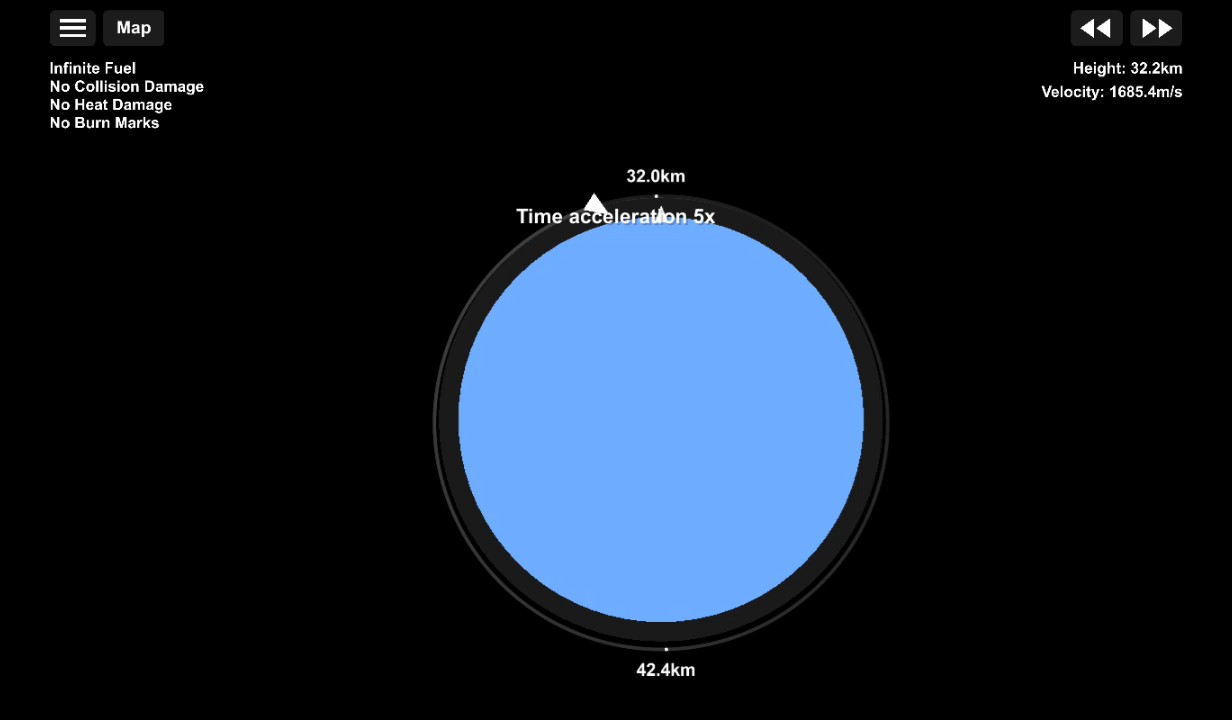 Map
Infinite Fuel
No Collision Damage
No Heat Damage
No Burn Marks
Height: 32.2km
Velocity: 1685.4m/s
32.0km
Time acceleration 5x
42.4km